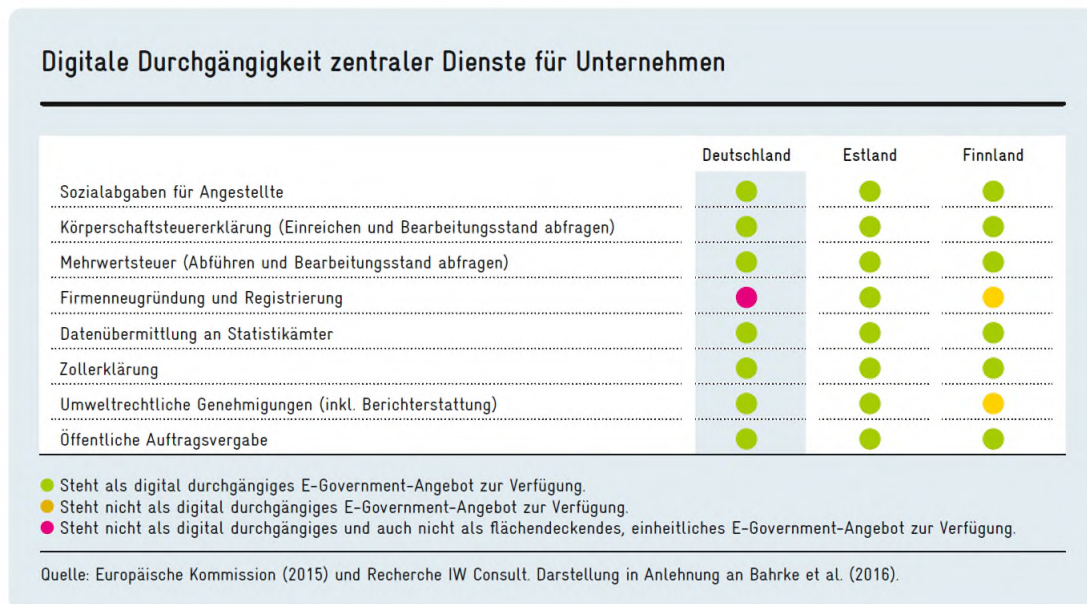 Digitale Durchgängigkeit zentraler Dienste für Unternehmen
Deutschland Estland Finnland
Sozialabgaben für Angestellte
Körperschaftsteuererklärung (Einreichen und Bearbeitungsstand abfragen)
Mehrwertsteuer (Abführen und Bearbeitungsstand abfragen)
Firmenneugründung und Registrierung
Datenübermittlung an Statistikämter
Zollerklärung
Umweltrechtliche Genehmigungen (inkl. Berichterstattung)
Öffentliche Auftragsvergabe
Steht als digital durchgängiges E-Government-Angebot zur Verfügung.
Steht nicht als digital durchgängiges E-Government-Angebot zur Verfügung.
Steht nicht als digital durchgängiges und auch nicht als flächendeckendes, einheitliches E-Government-Angebot zur Verfügung.
Quelle: Europäische Kommission (2015) und Recherche IW Consult. Darstellung in Anlehnung an Bahrke et al. (2016).